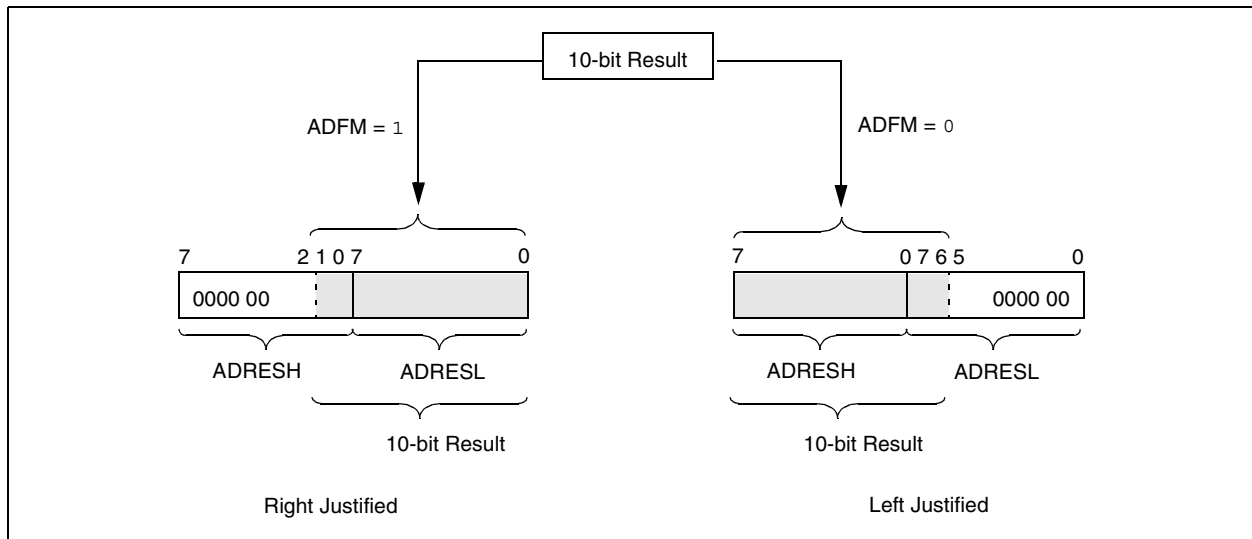 10-bit Result
ADFM = 1
ADFM = 0
7 2 1 0 7 0
7 0 7 6 5 0
0000 00
0000 00
ADRESH ADRESL
ADRESH ADRESL
10-bit Result
10-bit Result
Right Justified
Left Justified